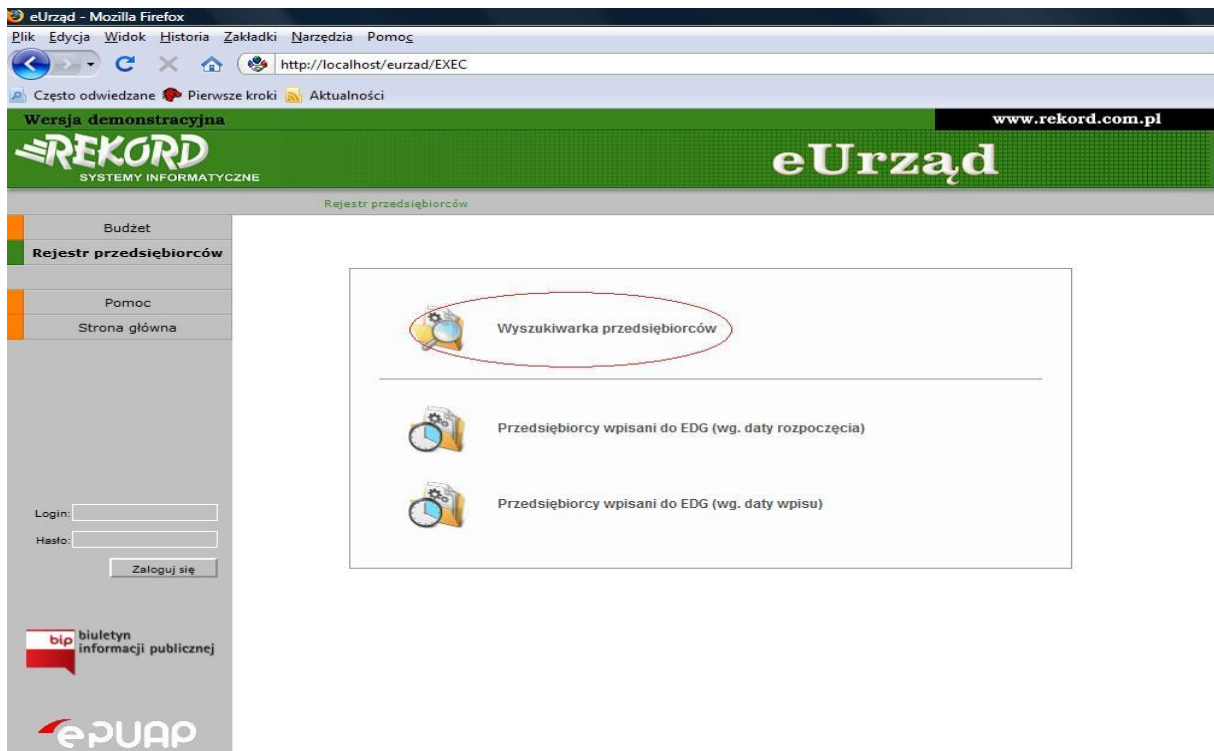 eUrząd - Mozilla Firefox
Plik Edycja Widok Historia Zakładki Narzędzia Pomoc
http://localhost/eurzad/EXEC
Często odwiedzane Pierwsze kroki Aktualności
Wersja demonstracyjna www.rekord.com.pl
REKORD
SYSTEMY INFORMATYCZNE
eUrząd
Rejestr przedsiębiorców
Budżet
Rejestr przedsiębiorców
Pomoc
Strona główna
Wyszukiwarka przedsiębiorców
Przedsiębiorcy wpisani do EDG (wg. daty rozpoczęcia)
Przedsiębiorcy wpisani do EDG (wg. daty wpisu)
Login:
Hasło:
Zaloguj się
bip biuletyn
informacji publicznej
ePUAP